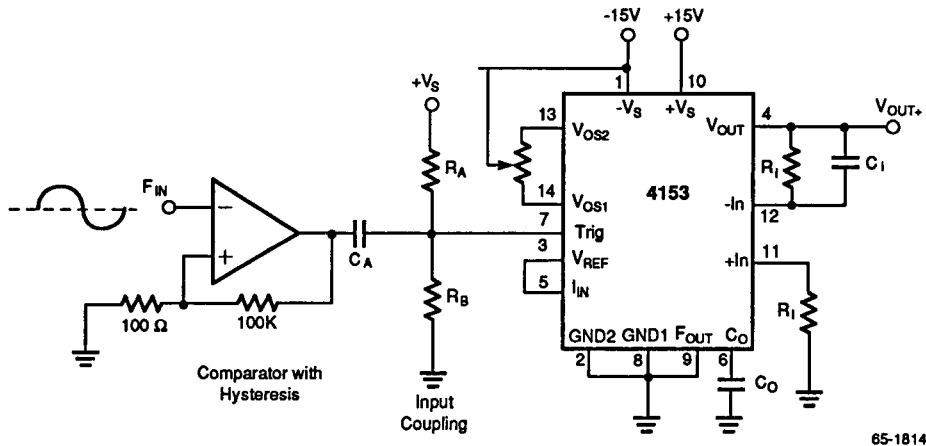 -15V +15V
1 10
-VS +VS
+VS
13 VOS2
4 VOUT
VOUT+
RA
Ri
Ci
4153
14 VOS1
-In 12
FIN
−
+
CA
7 Trig
3 VREF
5 IIN
+In 11
RB
RI
100 Ω
100K
GND2 GND1 FOUT CO
2 8 9 6
CO
Comparator with
Hysteresis
Input
Coupling
65-1814